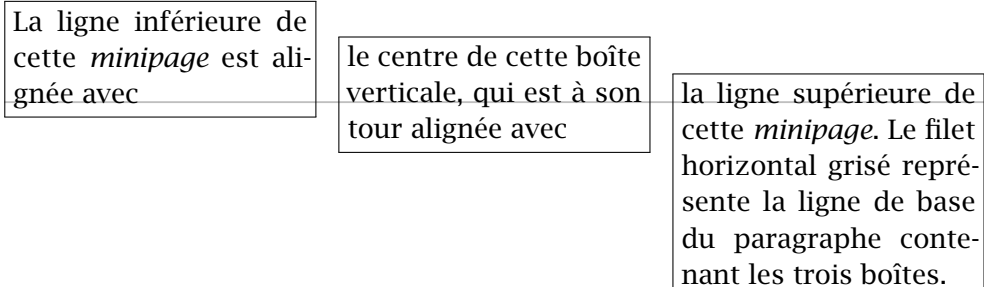 La ligne inférieure de
cette minipage est ali-
gnée avec
le centre de cette boîte
verticale, qui est à son
tour alignée avec
la ligne supérieure de
cette minipage. Le filet
horizontal grisé repré-
sente la ligne de base
du paragraphe conte-
nant les trois boîtes.